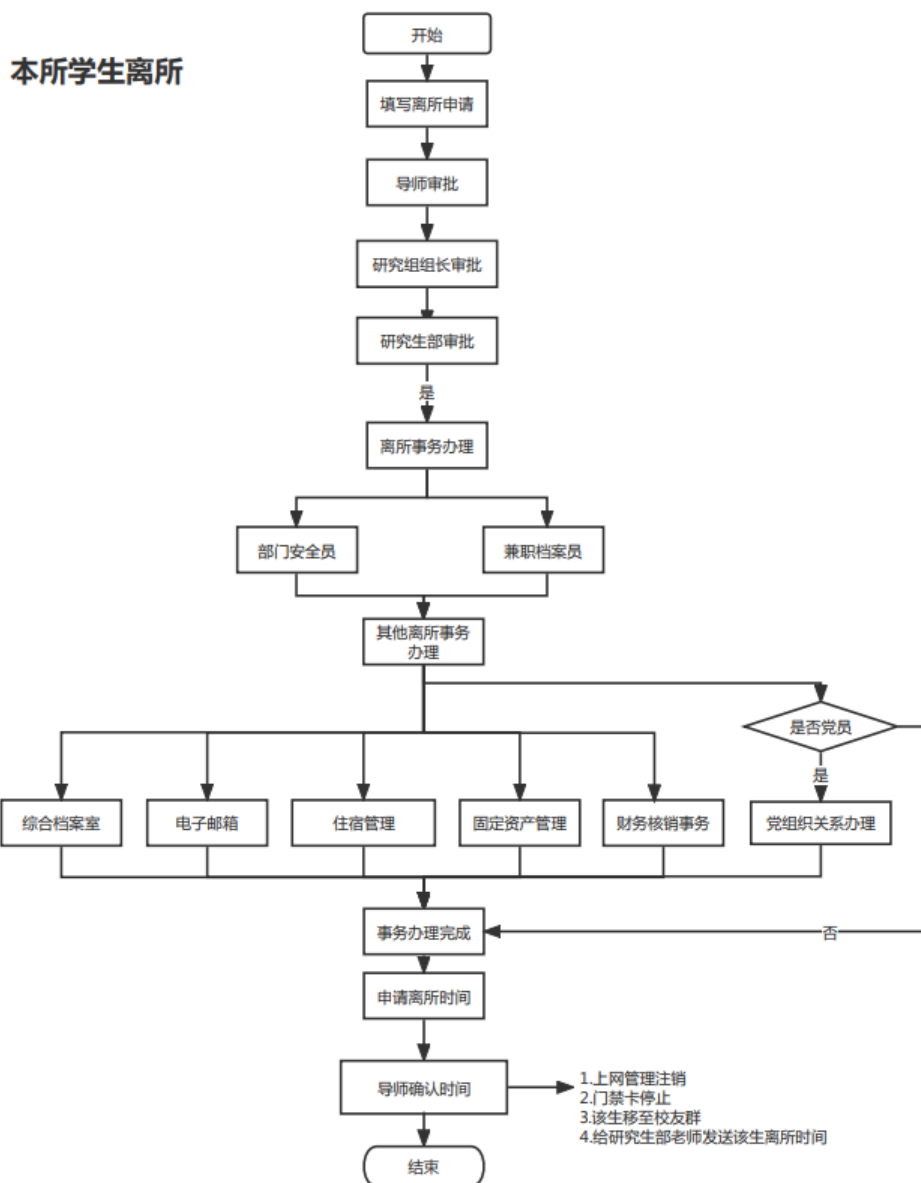 开始
本所学生离所
填写离所申请
导师审批
研究组组长审批
研究生部审批
是
离所事务办理
部门安全员
兼职档案员
其他离所事务
办理
是否党员
是
综合档案室
电子邮箱
住宿管理
固定资产管理
财务核销事务
党组织关系办理
事务办理完成
否
申请离所时间
导师确认时间
1.上网管理注销
2.门禁卡停止
3.该生移至校友群
4.给研究生部老师发送该生离所时间
结束